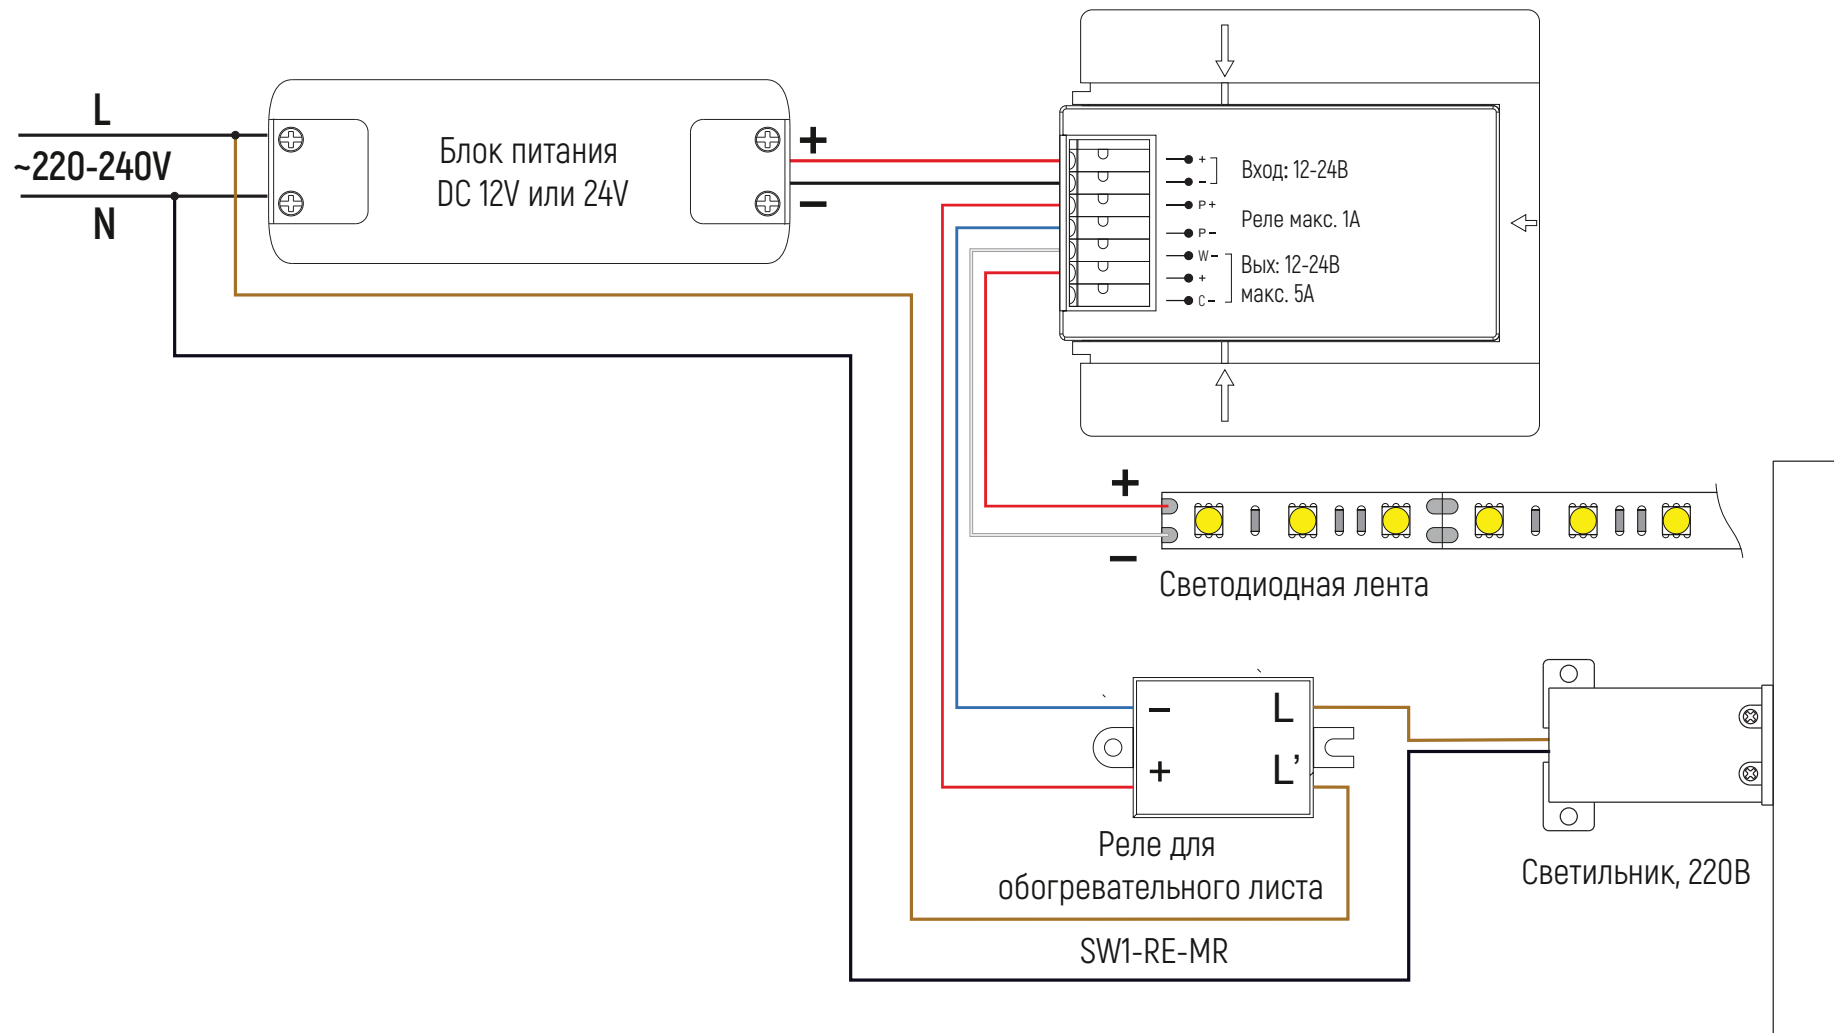 L
~220-240V
N
Блок питания
DC 12V или 24V
+
−
+
−
P+
P−
W−
+
C−
Вход: 12-24В
Реле макс. 1А
Вых: 12-24В
макс. 5А
+
−
Светодиодная лента
− L
+ L’
Реле для
обогревательного листа
SW1-RE-MR
Светильник, 220В